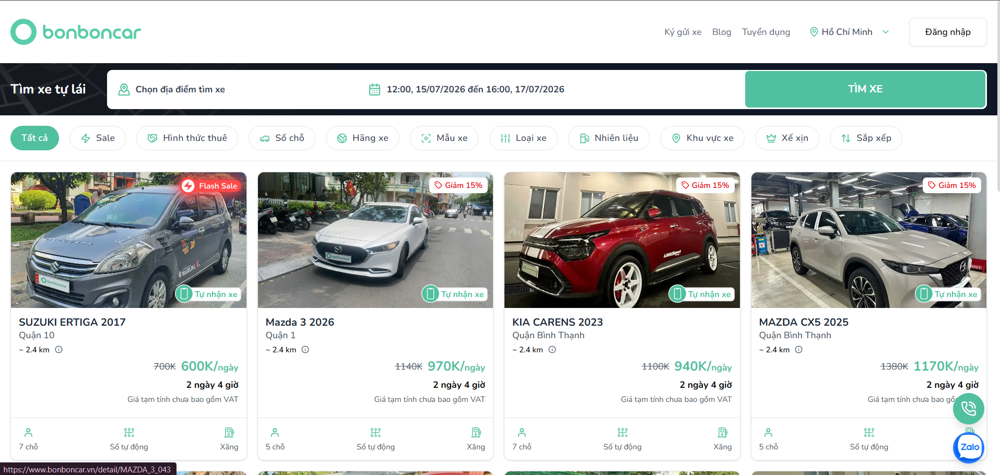 bonboncar
Ký gửi xe Blog Tuyển dụng Hồ Chí Minh Đăng nhập
Tìm xe tự lái Chọn địa điểm tìm xe 12:00, 15/07/2026 đến 16:00, 17/07/2026 TÌM XE
Tất cả Sale Hình thức thuê Số chỗ Hãng xe Mẫu xe Loại xe Nhiên liệu Khu vực xe Xế xịn Sắp xếp
Flash Sale
SUZUKI
bonboncar
Tự nhận xe
SUZUKI ERTIGA 2017
Quận 10
~ 2.4 km
700K 600K/ngày
2 ngày 4 giờ
Giá tạm tính chưa bao gồm VAT
7 chỗ Số tự động Xăng
Giảm 15%
bonboncar
Tự nhận xe
Mazda 3 2026
Quận 1
~ 2.4 km
1140K 970K/ngày
2 ngày 4 giờ
Giá tạm tính chưa bao gồm VAT
5 chỗ Số tự động Xăng
Giảm 15%
Tự nhận xe
KIA CARENS 2023
Quận Bình Thạnh
~ 2.4 km
1100K 940K/ngày
2 ngày 4 giờ
Giá tạm tính chưa bao gồm VAT
7 chỗ Số tự động Xăng
Giảm 15%
Tự nhận xe
MAZDA CX5 2025
Quận Bình Thạnh
~ 2.4 km
1380K 1170K/ngày
2 ngày 4 giờ
Giá tạm tính chưa bao
5 chỗ Số tự động
Zalo
https://www.bonboncar.vn/detail/MAZDA_3_043